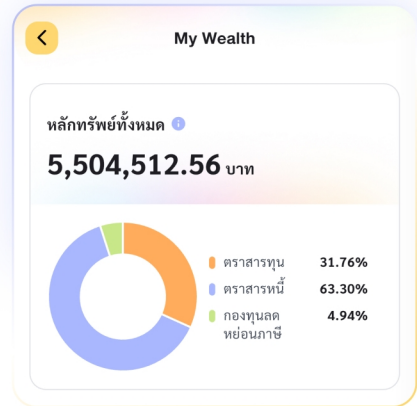 My Wealth
หลักทรัพย์ทั้งหมด
5,504,512.56 บาท
ตราสารทุน 31.76%
ตราสารหนี้ 63.30%
กองทุนลด 4.94%
หย่อนภาษี